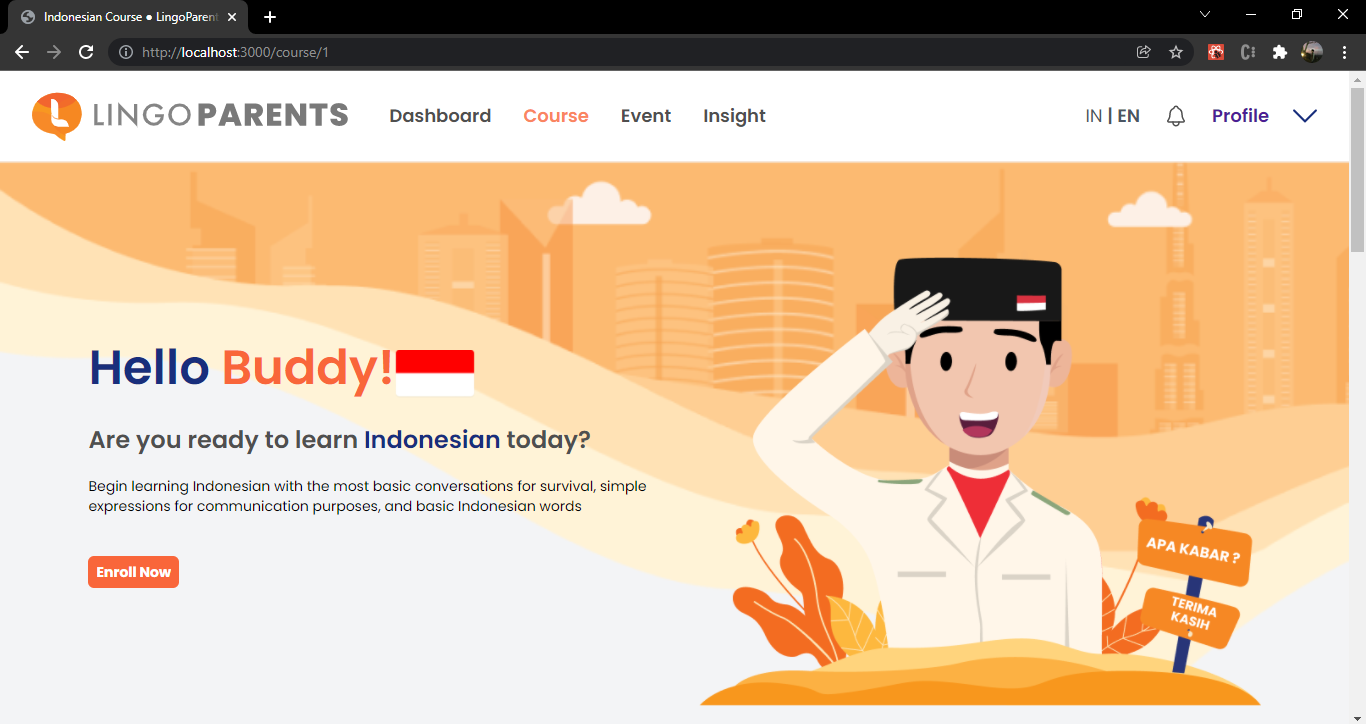 Indonesian Course ● LingoParent
http://localhost:3000/course/1
LINGOPARENTS
Dashboard
Course
Event
Insight
IN | EN
Profile
Hello Buddy!
Are you ready to learn Indonesian today?
Begin learning Indonesian with the most basic conversations for survival, simple
expressions for communication purposes, and basic Indonesian words
Enroll Now
APA KABAR ?
TERIMA
KASIH